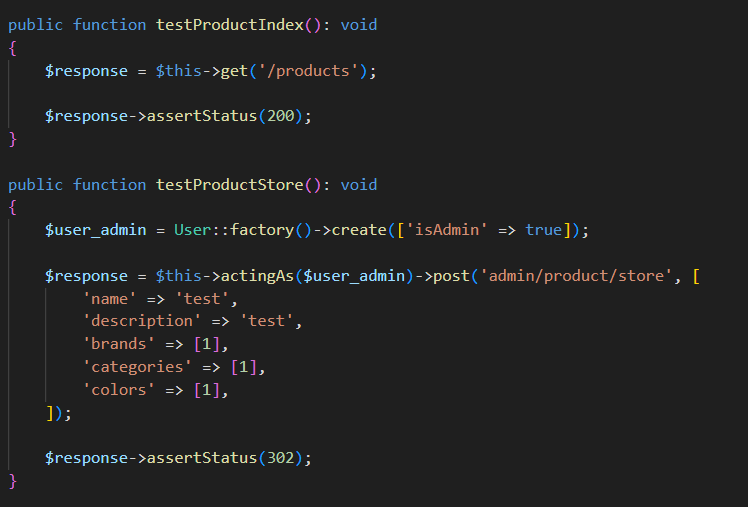 public function testProductIndex(): void
{
    $response = $this->get('/products');
    $response->assertStatus(200);
}
public function testProductStore(): void
{
    $user_admin = User::factory()->create(['isAdmin' => true]);
    $response = $this->actingAs($user_admin)->post('admin/product/store', [
        'name' => 'test',
        'description' => 'test',
        'brands' => [1],
        'categories' => [1],
        'colors' => [1],
    ]);
    $response->assertStatus(302);
}